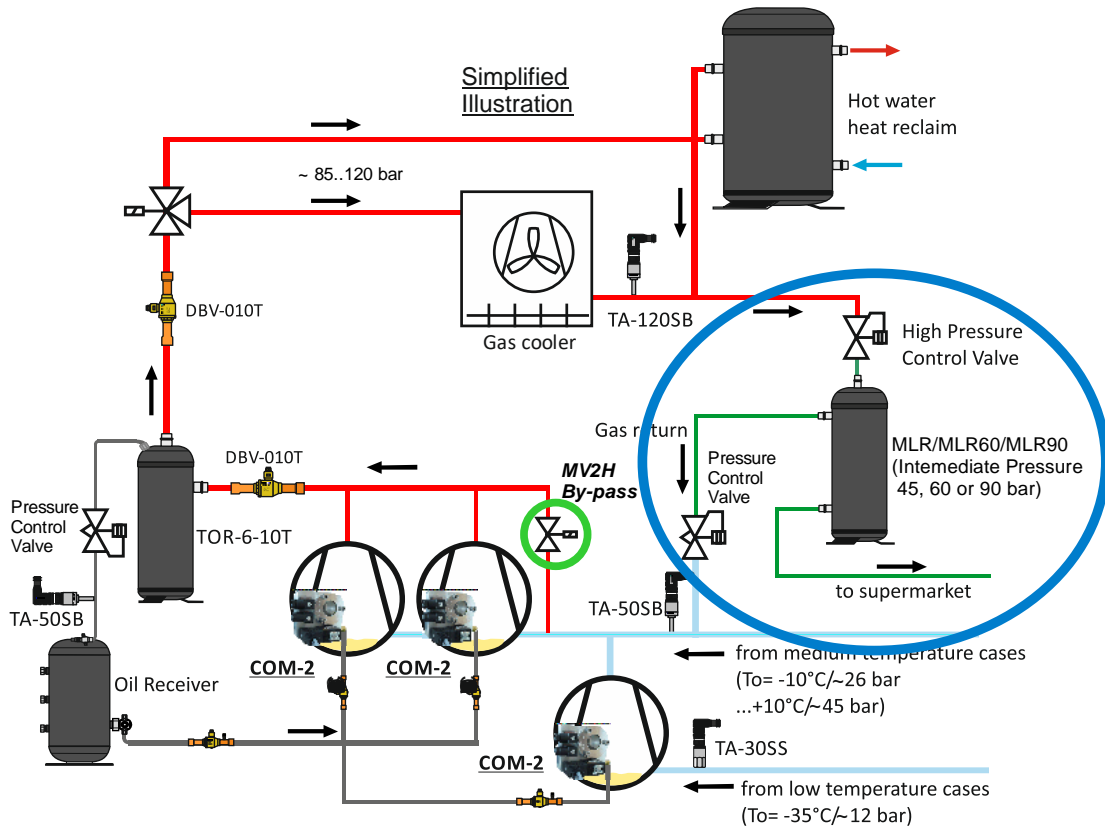 Simplified
Illustration
Hot water
heat reclaim
~ 85..120 bar
DBV-010T
TA-120SB
Gas cooler
High Pressure
Control Valve
Gas return
MLR/MLR60/MLR90
(Intemediate Pressure
45, 60 or 90 bar)
Pressure
Control
Valve
DBV-010T
MV2H
By-pass
Pressure
Control
Valve
TOR-6-10T
to supermarket
TA-50SB
TA-50SB
COM-2
COM-2
from medium temperature cases
(To= -10°C/~26 bar
...+10°C/~45 bar)
Oil Receiver
TA-30SS
COM-2
from low temperature cases
(To= -35°C/~12 bar)